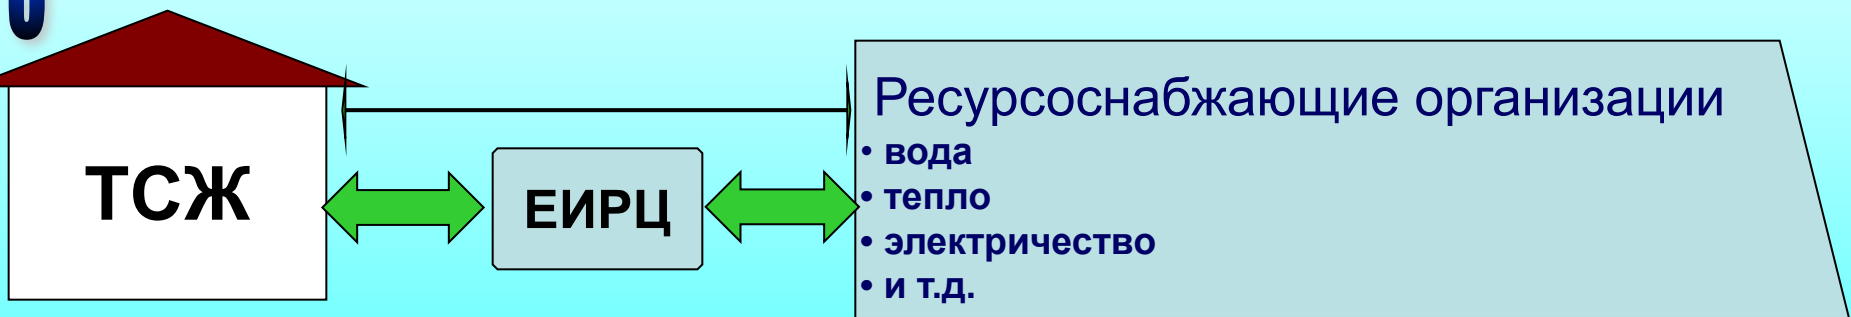 ТСЖ
ЕИРЦ
Ресурсоснабжающие организации
• вода
• тепло
• электричество
• и т.д.